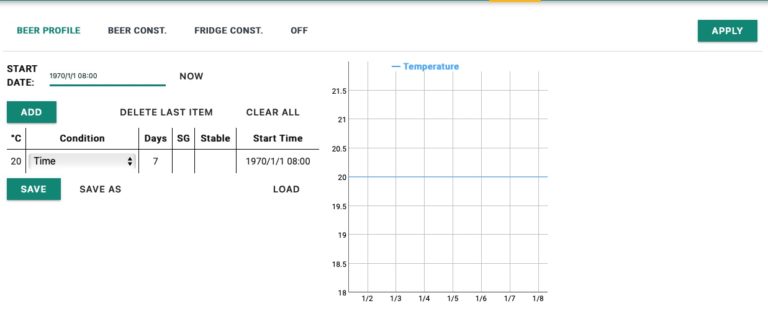 BEER PROFILE BEER CONST. FRIDGE CONST. OFF APPLY
START DATE: 1970/1/1 08:00 NOW
ADD DELETE LAST ITEM CLEAR ALL
°C Condition Days SG Stable Start Time
20 Time 7 1970/1/1 08:00
SAVE SAVE AS LOAD
Temperature
21.5
21
20.5
20
19.5
19
18.5
18
1/2 1/3 1/4 1/5 1/6 1/7 1/8